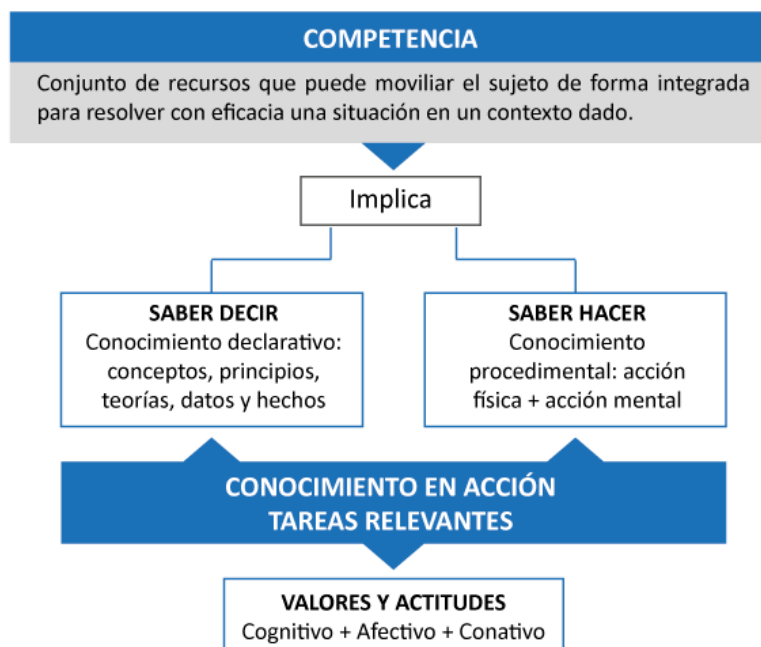 COMPETENCIA
Conjunto de recursos que puede moviliar el sujeto de forma integrada
para resolver con eficacia una situación en un contexto dado.
Implica
SABER DECIR
Conocimiento declarativo:
conceptos, principios,
teorías, datos y hechos
SABER HACER
Conocimiento
procedimental: acción
física + acción mental
CONOCIMIENTO EN ACCIÓN
TAREAS RELEVANTES
VALORES Y ACTITUDES
Cognitivo + Afectivo + Conativo